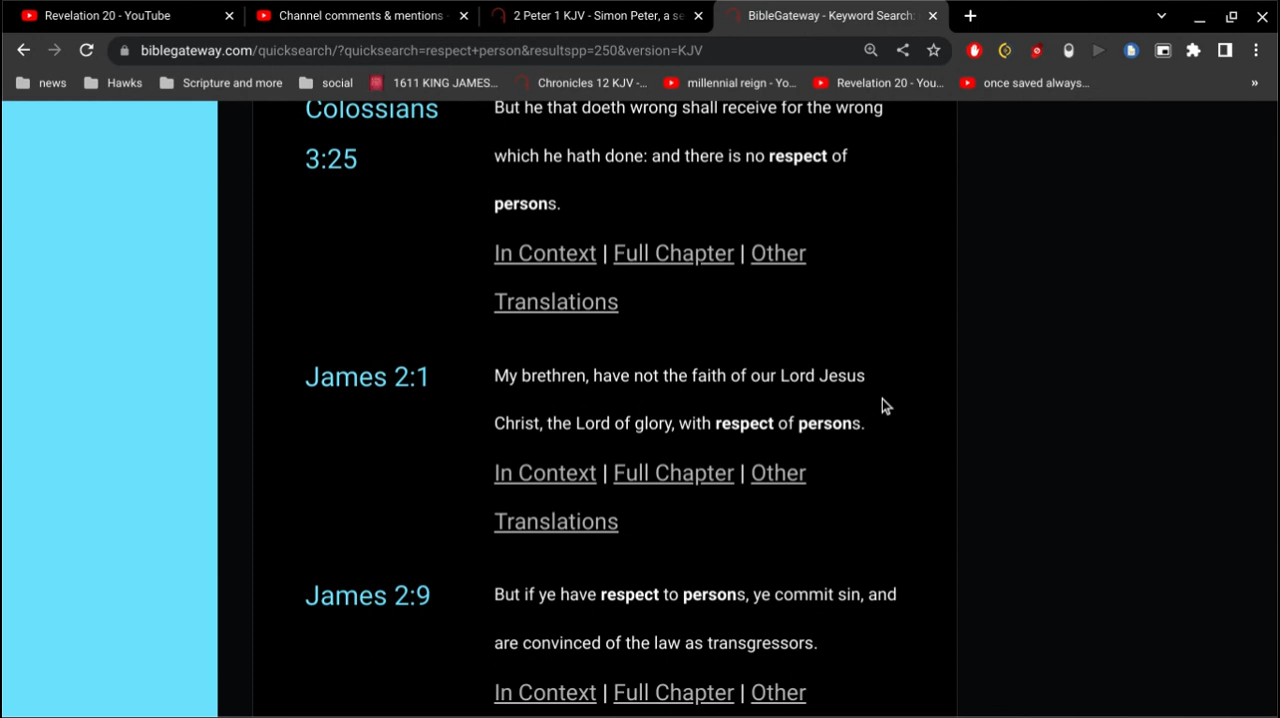 Revelation 20 - YouTube
Channel comments & mentions -
2 Peter 1 KJV - Simon Peter, a se
BibleGateway - Keyword Search:
biblegateway.com/quicksearch/?quicksearch=respect+person&resultspp=250&version=KJV
news
Hawks
Scripture and more
social
1611 KING JAMES...
Chronicles 12 KJV -...
millennial reign - Yo...
Revelation 20 - You...
once saved always...
Colossians
3:25
But he that doeth wrong shall receive for the wrong
which he hath done: and there is no respect of
persons.
In Context | Full Chapter | Other
Translations
James 2:1
My brethren, have not the faith of our Lord Jesus
Christ, the Lord of glory, with respect of persons.
In Context | Full Chapter | Other
Translations
James 2:9
But if ye have respect to persons, ye commit sin, and
are convinced of the law as transgressors.
In Context | Full Chapter | Other